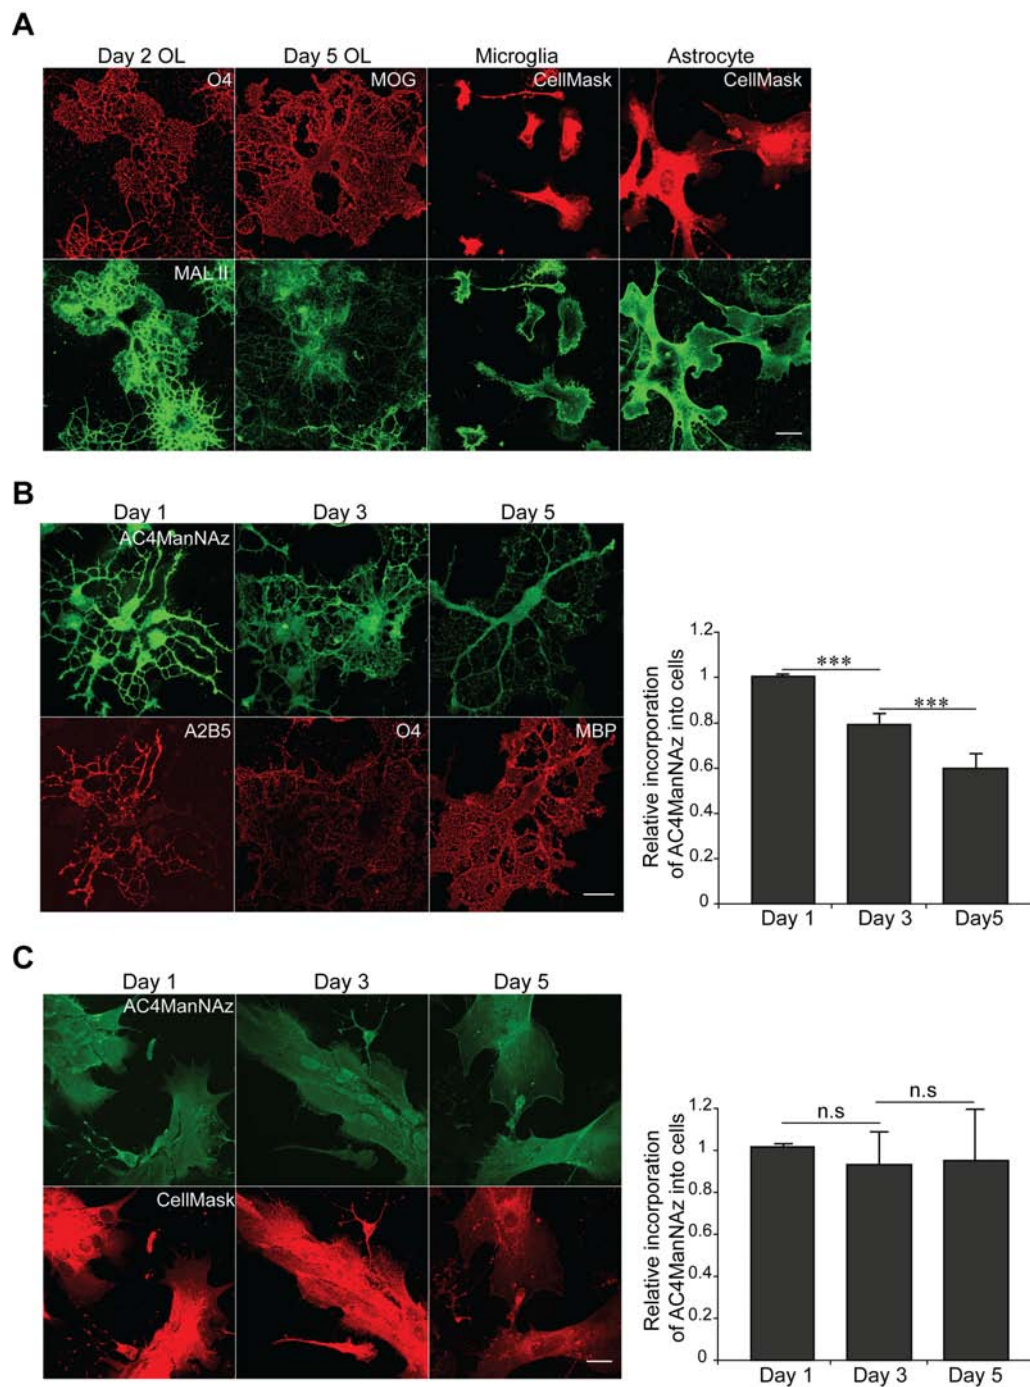 A
Day 2 OL
Day 5 OL
Microglia
Astrocyte
O4
MOG
CellMask
CellMask
MAL II
B
Day 1
Day 3
Day 5
AC4ManNAz
A2B5
O4
MBP
Relative incorporation
of AC4ManNAz into cells
1.2
1
0.8
0.6
0.4
0.2
0
***
***
Day 1
Day 3
Day5
C
Day 1
Day 3
Day 5
AC4ManNAz
CellMask
Relative incorporation
of AC4ManNAz into cells
1.2
1
0.8
0.6
0.4
0.2
0
n.s
n.s
Day 1
Day 3
Day 5